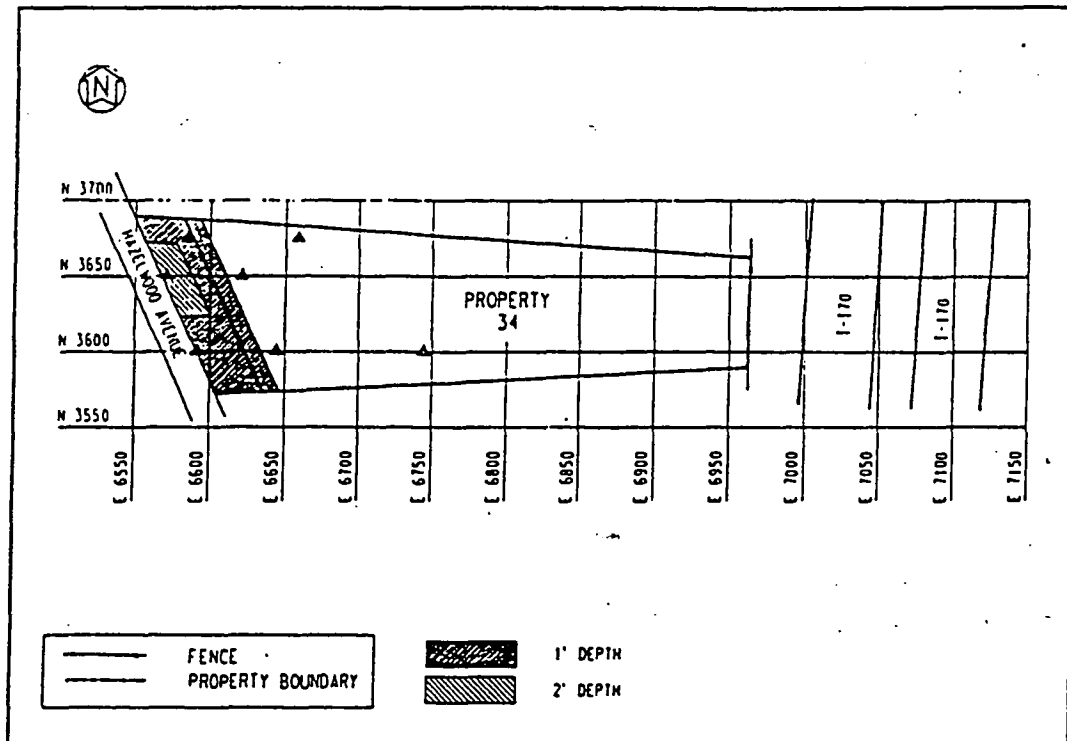 N
N 3700
HAZELWOOD AVENUE
N 3650
PROPERTY
34
I-170
I-170
N 3600
N 3550
E 6550
E 6600
E 6650
E 6700
E 6750
E 6800
E 6850
E 6900
E 6950
E 7000
E 7050
E 7100
E 7150
FENCE
PROPERTY BOUNDARY
1' DEPTH
2' DEPTH